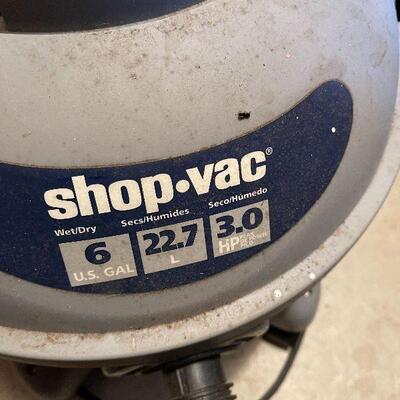 shop·vac®
Wet/Dry Secs/Humides Seco/Húmedo
6 22.7 3.0
U.S. GAL L HP